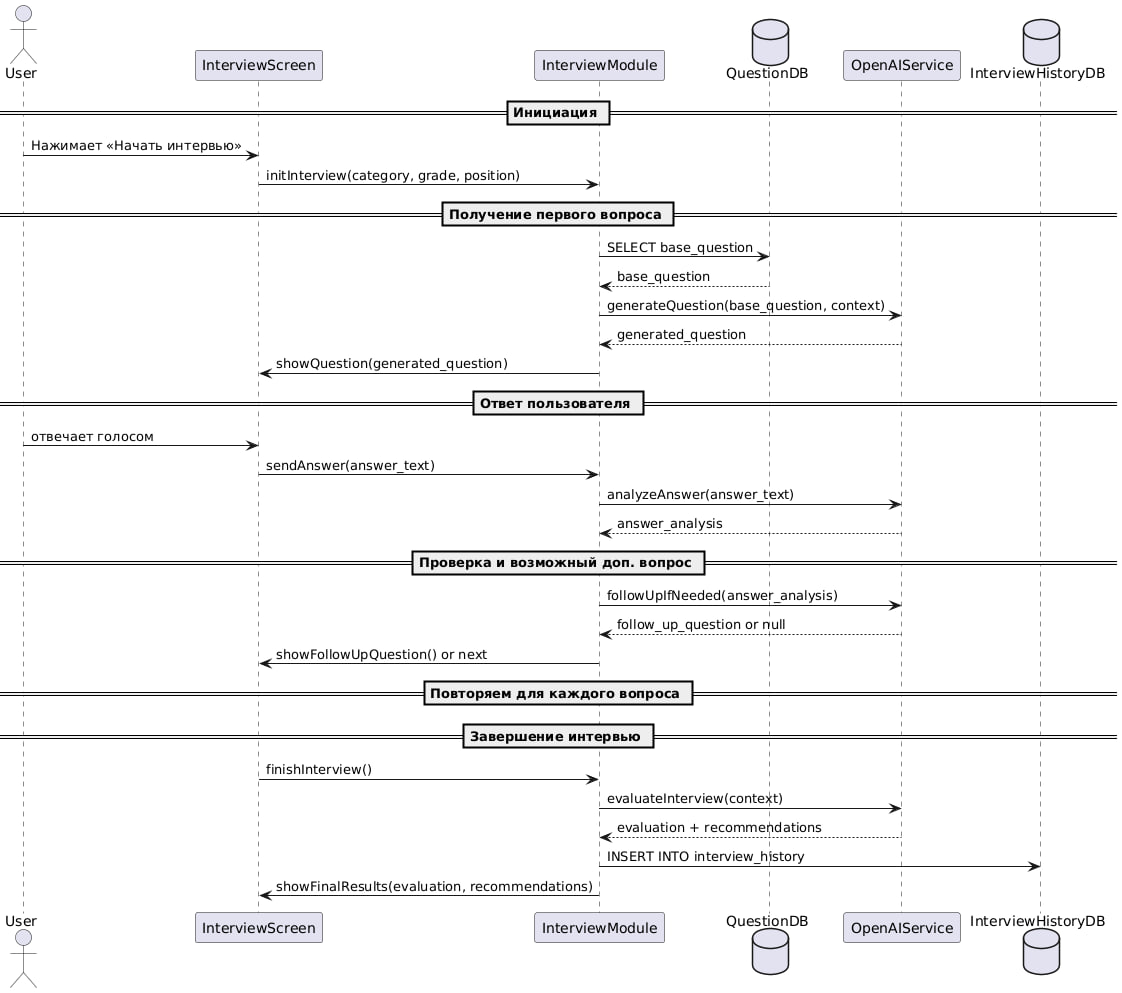 User
InterviewScreen
InterviewModule
QuestionDB
OpenAIService
InterviewHistoryDB
Инициация
Нажимает «Начать интервью»
initInterview(category, grade, position)
Получение первого вопроса
SELECT base_question
base_question
generateQuestion(base_question, context)
generated_question
showQuestion(generated_question)
Ответ пользователя
отвечает голосом
sendAnswer(answer_text)
analyzeAnswer(answer_text)
answer_analysis
Проверка и возможный доп. вопрос
followUpIfNeeded(answer_analysis)
follow_up_question or null
showFollowUpQuestion() or next
Повторяем для каждого вопроса
Завершение интервью
finishInterview()
evaluateInterview(context)
evaluation + recommendations
INSERT INTO interview_history
showFinalResults(evaluation, recommendations)
User
InterviewScreen
InterviewModule
QuestionDB
OpenAIService
InterviewHistoryDB